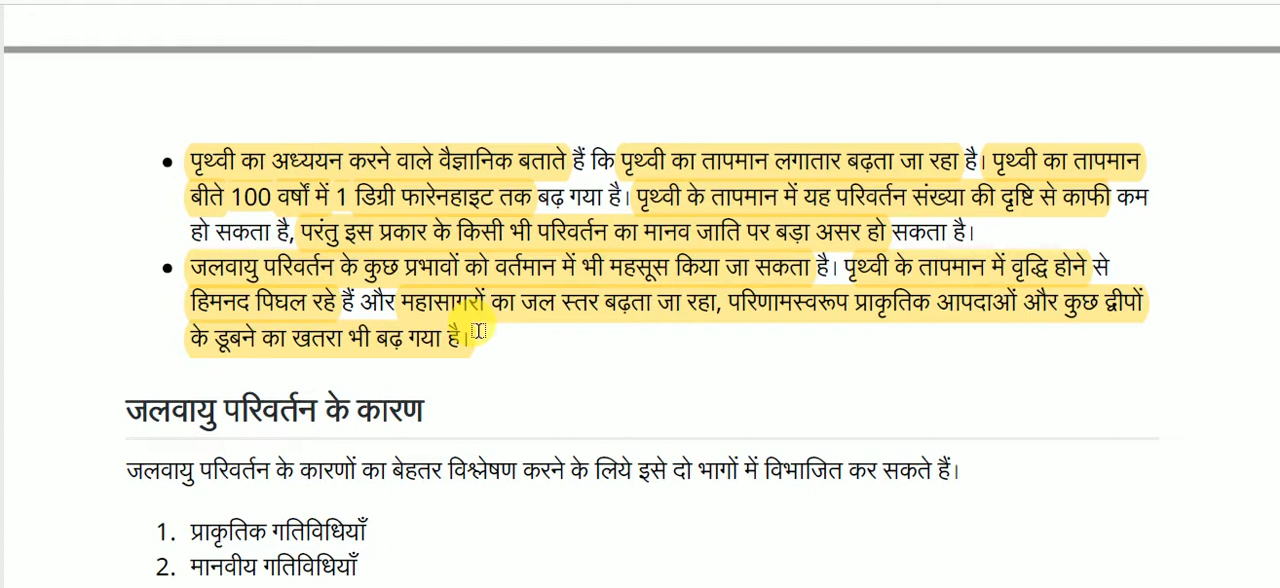 • पृथ्वी का अध्ययन करने वाले वैज्ञानिक बताते हैं कि पृथ्वी का तापमान लगातार बढ़ता जा रहा है। पृथ्वी का तापमान
बीते 100 वर्षों में 1 डिग्री फारेनहाइट तक बढ़ गया है। पृथ्वी के तापमान में यह परिवर्तन संख्या की दृष्टि से काफी कम
हो सकता है, परंतु इस प्रकार के किसी भी परिवर्तन का मानव जाति पर बड़ा असर हो सकता है।
• जलवायु परिवर्तन के कुछ प्रभावों को वर्तमान में भी महसूस किया जा सकता है। पृथ्वी के तापमान में वृद्धि होने से
हिमनद पिघल रहे हैं और महासागरों का जल स्तर बढ़ता जा रहा, परिणामस्वरूप प्राकृतिक आपदाओं और कुछ द्वीपों
के डूबने का खतरा भी बढ़ गया है।
जलवायु परिवर्तन के कारण
जलवायु परिवर्तन के कारणों का बेहतर विश्लेषण करने के लिये इसे दो भागों में विभाजित कर सकते हैं।
1. प्राकृतिक गतिविधियाँ
2. मानवीय गतिविधियाँ